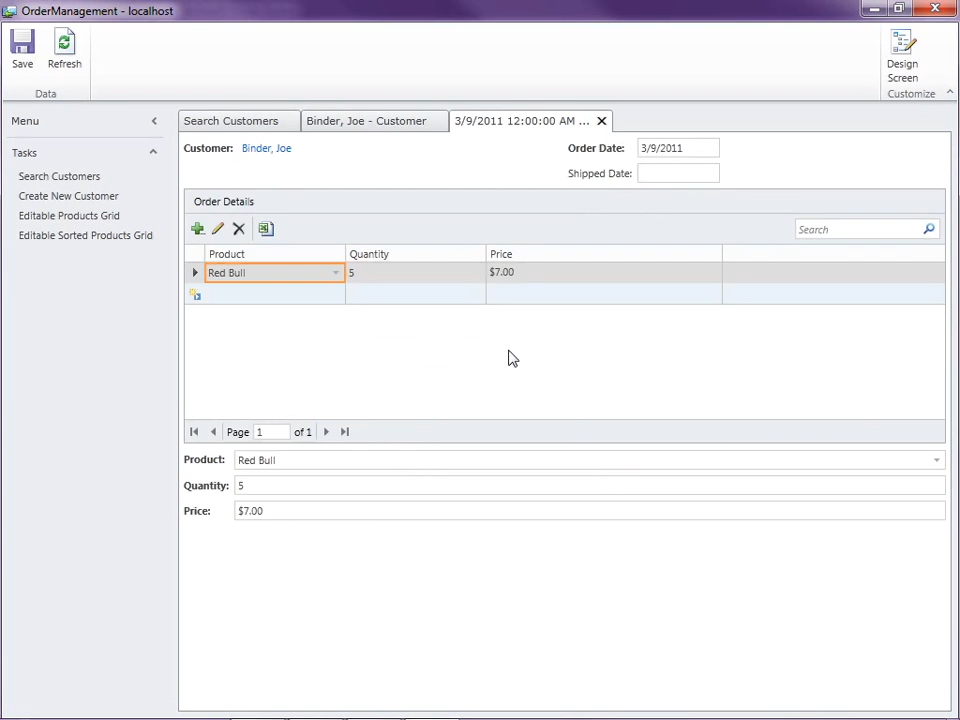 OrderManagement - localhost
Save
Refresh
Data
Design
Screen
Customize
Menu
Tasks
Search Customers
Create New Customer
Editable Products Grid
Editable Sorted Products Grid
Search Customers
Binder, Joe - Customer
3/9/2011 12:00:00 AM ...
Customer: Binder, Joe
Order Date: 3/9/2011
Shipped Date:
Order Details
Search
Product Quantity Price
Red Bull 5 $7.00
Page 1 of 1
Product: Red Bull
Quantity: 5
Price: $7.00